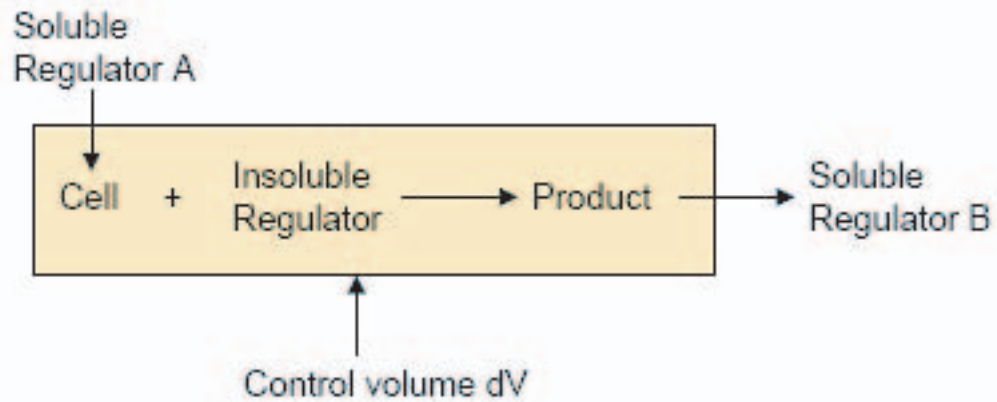 Soluble
Regulator A
Cell + Insoluble Regulator Product
Soluble
Regulator B
Control volume dV